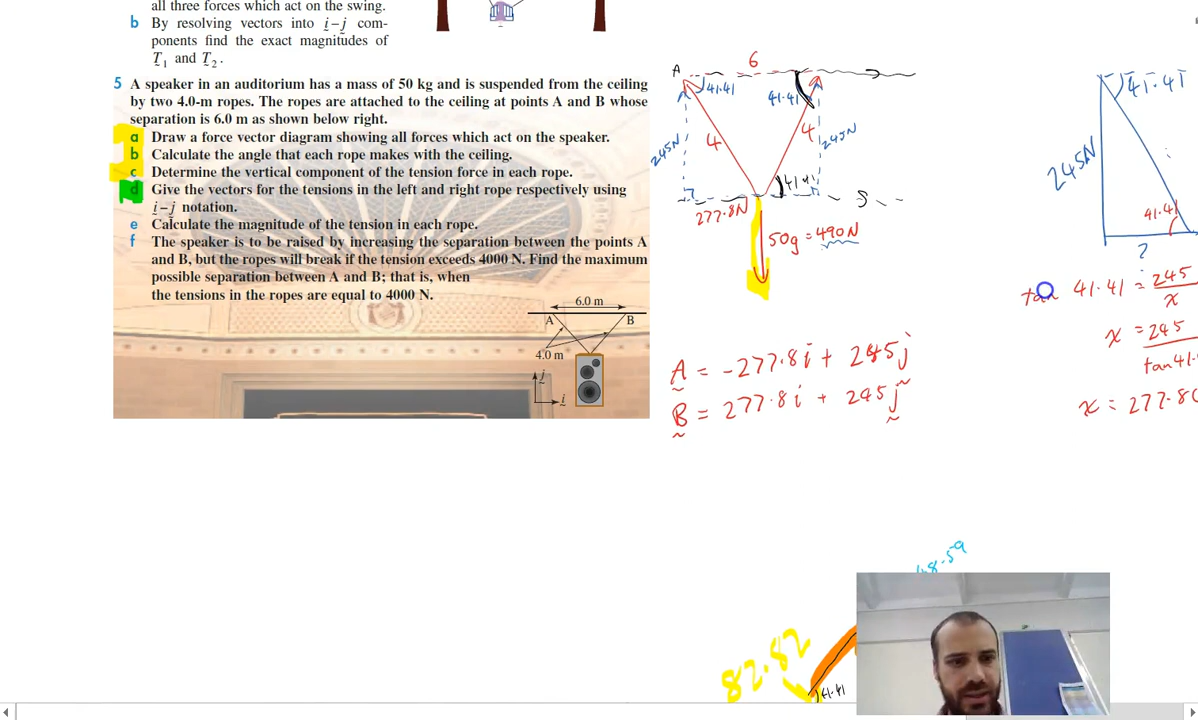 all three forces which act on the swing.
b By resolving vectors into i–j com-
ponents find the exact magnitudes of
T1 and T2.
5 A speaker in an auditorium has a mass of 50 kg and is suspended from the ceiling
by two 4.0-m ropes. The ropes are attached to the ceiling at points A and B whose
separation is 6.0 m as shown below right.
a Draw a force vector diagram showing all forces which act on the speaker.
b Calculate the angle that each rope makes with the ceiling.
c Determine the vertical component of the tension force in each rope.
d Give the vectors for the tensions in the left and right rope respectively using
i–j notation.
e Calculate the magnitude of the tension in each rope.
f The speaker is to be raised by increasing the separation between the points A
and B, but the ropes will break if the tension exceeds 4000 N. Find the maximum
possible separation between A and B; that is, when
the tensions in the ropes are equal to 4000 N.
6.0 m
A B
4.0 m
j
i
6
A
41.41 41.41
245N 4 4 245N
41.41
277.8N
50g = 490N
A = -277.8i + 245j
B = 277.8i + 245j
41.41
245N
41.41
?
tan 41.41 = 245
x
x = 245
tan 41.
x = 277.80
48.59
82.82
41.41